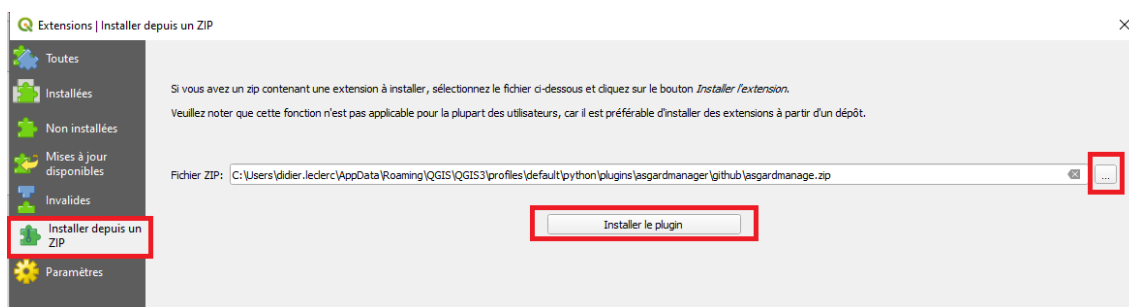 Extensions | Installer depuis un ZIP
Toutes
Installées
Non installées
Mises à jour
disponibles
Invalides
Installer depuis un
ZIP
Paramètres
Si vous avez un zip contenant une extension à installer, sélectionnez le fichier ci-dessous et cliquez sur le bouton Installer l'extension.
Veuillez noter que cette fonction n'est pas applicable pour la plupart des utilisateurs, car il est préférable d'installer des extensions à partir d'un dépôt.
Fichier ZIP: C:\Users\didier.leclerc\AppData\Roaming\QGIS\QGIS3\profiles\default\python\plugins\asgardmanager\github\asgardmanage.zip ...
Installer le plugin